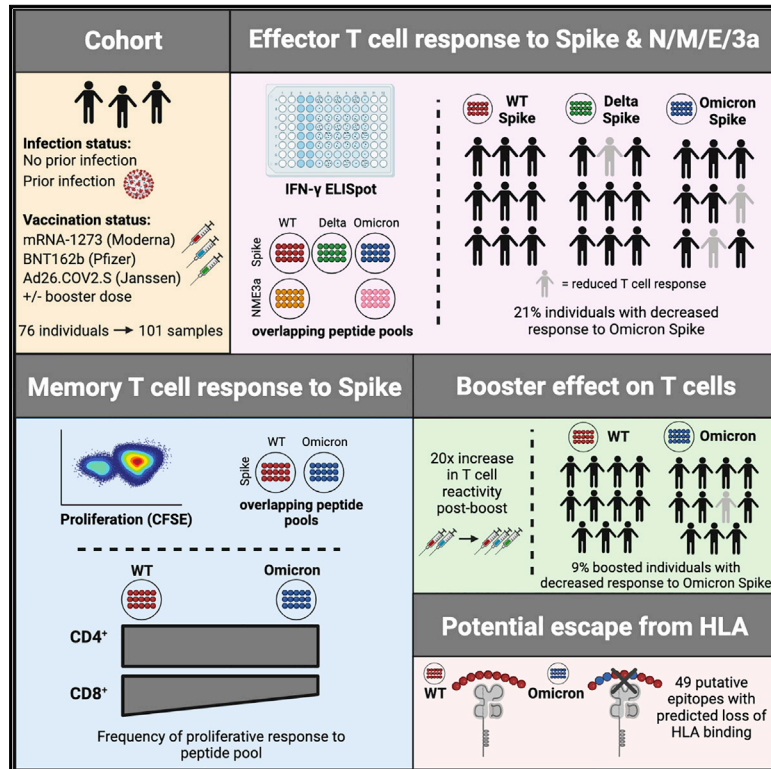 Cohort
Infection status:
No prior infection
Prior infection
Vaccination status:
mRNA-1273 (Moderna)
BNT162b (Pfizer)
Ad26.COV2.S (Janssen)
+/- booster dose
76 individuals → 101 samples
Effector T cell response to Spike & N/M/E/3a
IFN-γ ELISpot
WT Delta Omicron
Spike
NME3a
overlapping peptide pools
WT
Spike
Delta
Spike
Omicron
Spike
= reduced T cell response
21% individuals with decreased
response to Omicron Spike
Memory T cell response to Spike
Proliferation (CFSE)
WT Omicron
Spike
overlapping peptide
pools
WT Omicron
CD4+
CD8+
Frequency of proliferative response to
peptide pool
Booster effect on T cells
20x increase
in T cell
reactivity
post-boost
WT Omicron
9% boosted individuals with
decreased response to Omicron Spike
Potential escape from HLA
WT
Omicron
49 putative
epitopes with
predicted loss of
HLA binding